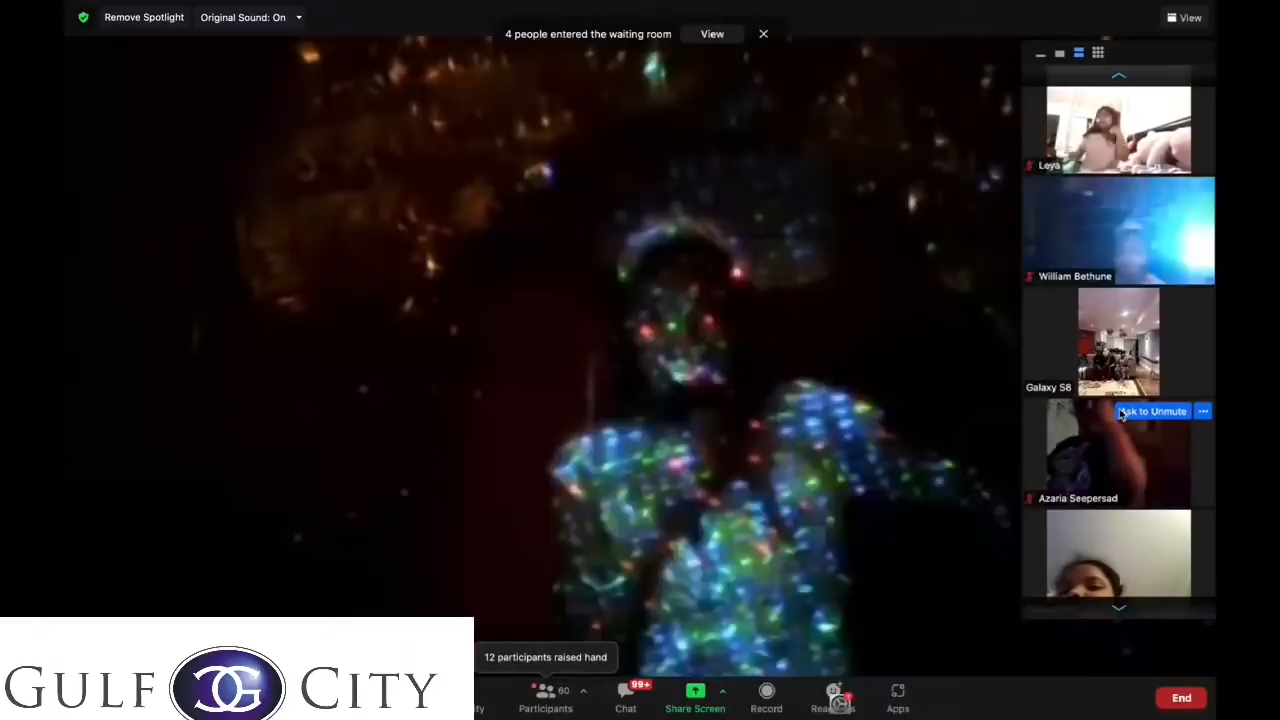 Remove Spotlight
Original Sound: On
4 people entered the waiting room
View
View
Leya
William Bethune
Galaxy S8
Ask to Unmute
Azaria Seepersad
12 participants raised hand
60
99+
Participants
Chat
Share Screen
Record
Apps
End
GULF CITY